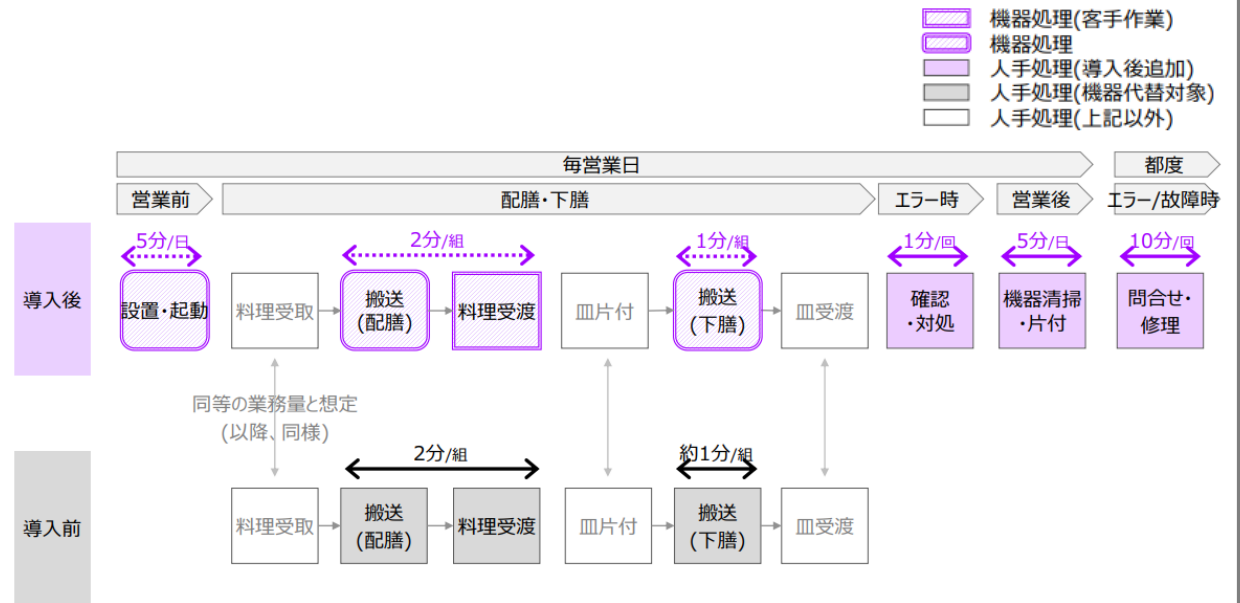 機器処理(客手作業)
機器処理
人手処理(導入後追加)
人手処理(機器代替対象)
人手処理(上記以外)
毎営業日
都度
営業前
配膳・下膳
エラー時
営業後
エラー/故障時
導入後
5分/日
2分/組
1分/組
1分/回
5分/日
10分/回
設置・起動
料理受取
搬送
(配膳)
料理受渡
皿片付
搬送
(下膳)
皿受渡
確認
・対処
機器清掃
・片付
問合せ・
修理
同等の業務量と想定
(以降、同様)
導入前
2分/組
約1分/組
料理受取
搬送
(配膳)
料理受渡
皿片付
搬送
(下膳)
皿受渡